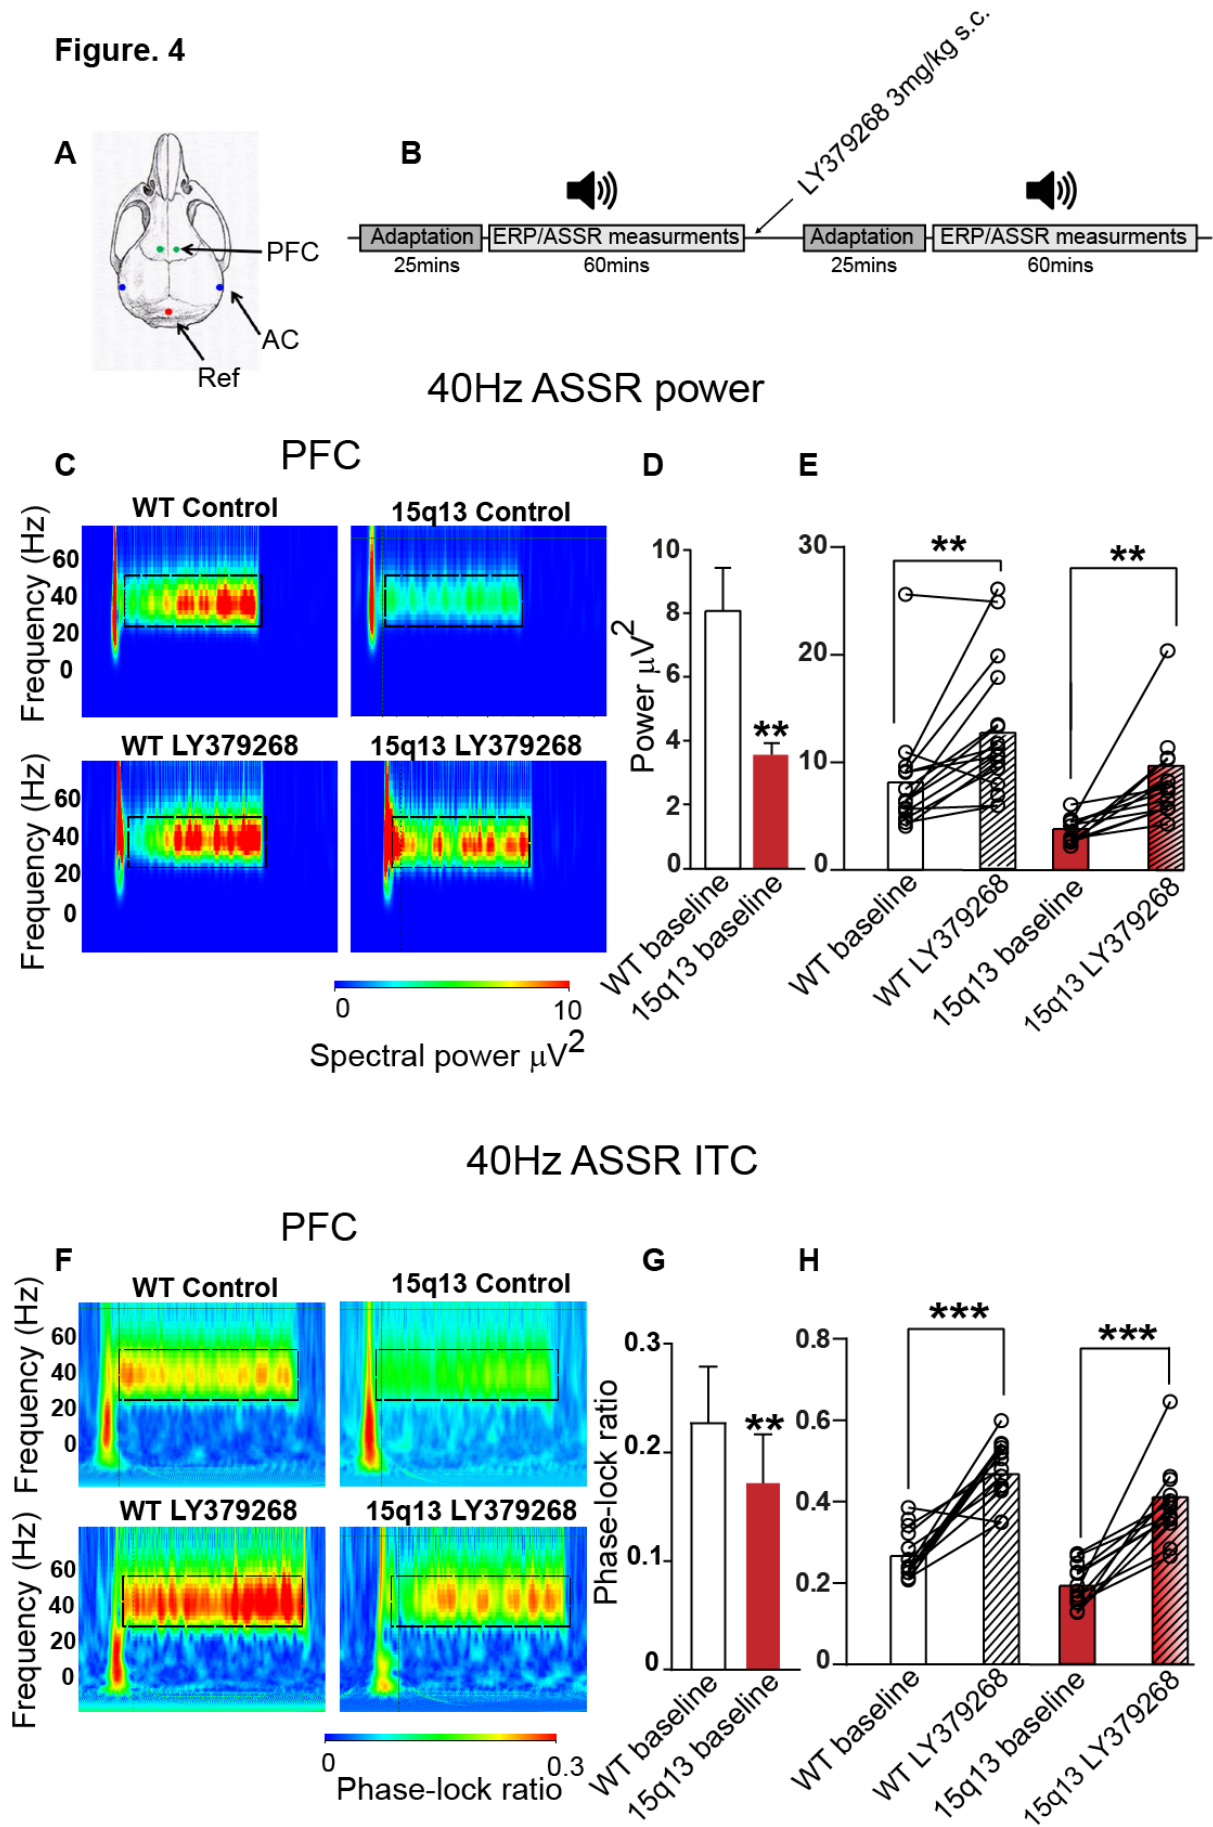 Figure. 4
A
PFC
AC
Ref
B
LY379268 3mg/kg s.c.
Adaptation
ERP/ASSR measurments
Adaptation
ERP/ASSR measurments
25mins
60mins
25mins
60mins
40Hz ASSR power
PFC
C
WT Control
15q13 Control
Frequency (Hz)
60
40
20
0
WT LY379268
15q13 LY379268
Frequency (Hz)
60
40
20
0
0
10
Spectral power µV2
D
Power µV2
10
8
6
4
2
0
**
WT baseline
15q13 baseline
E
30
20
10
0
**
**
WT baseline
WT LY379268
15q13 baseline
15q13 LY379268
40Hz ASSR ITC
PFC
F
WT Control
15q13 Control
Frequency (Hz)
60
40
20
0
WT LY379268
15q13 LY379268
Frequency (Hz)
60
40
20
0
0
0.3
Phase-lock ratio
G
Phase-lock ratio
0.3
0.2
0.1
0
**
WT baseline
15q13 baseline
H
0.8
0.6
0.4
0.2
0
***
***
WT baseline
WT LY379268
15q13 baseline
15q13 LY379268